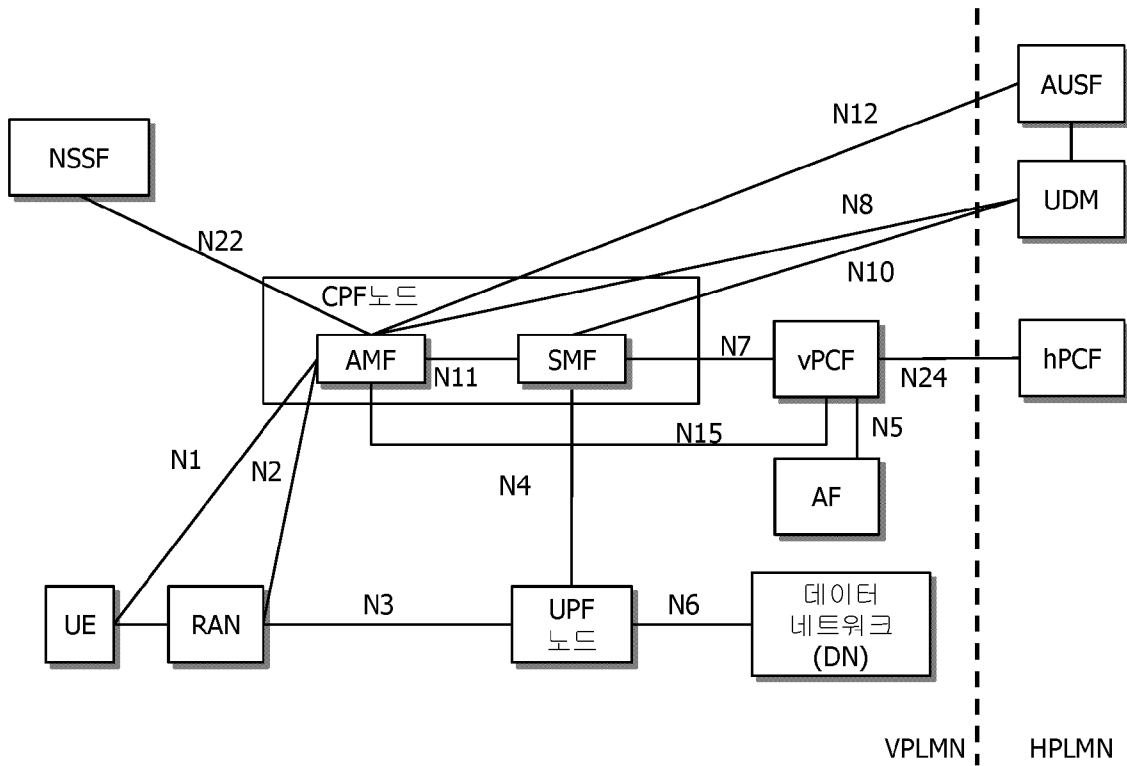 AUSF
N12
NSSF
UDM
N8
N22
N10
CPF노드
AMF
N11
SMF
N7
vPCF
N24
hPCF
N15
N5
N1
N2
N4
AF
UE
RAN
N3
UPF
노드
N6
데이터
네트워크
(DN)
VPLMN
HPLMN